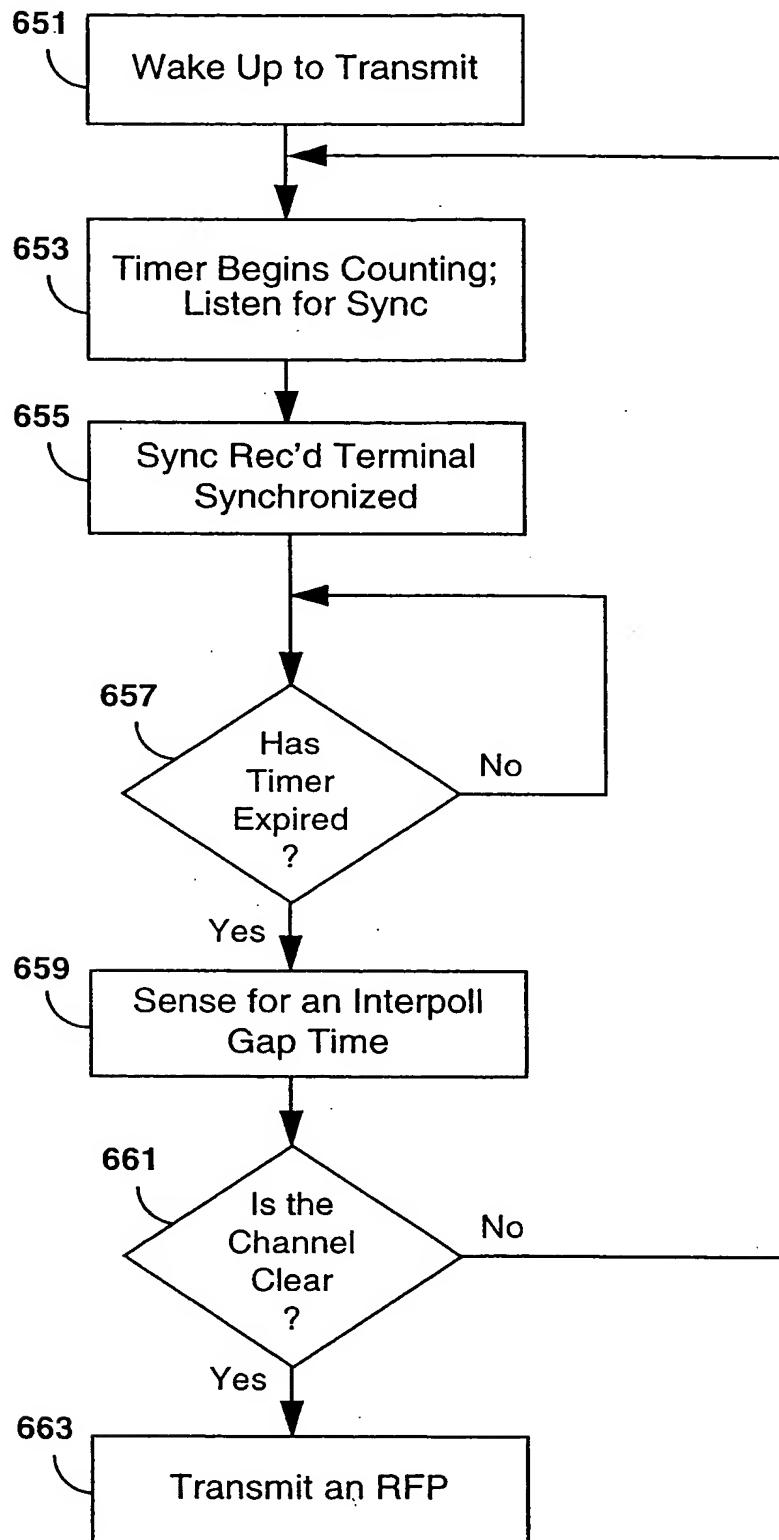 651
Wake Up to Transmit
653
Timer Begins Counting;
Listen for Sync
655
Sync Rec'd Terminal
Synchronized
657
Has
Timer
Expired
?
No
Yes
659
Sense for an Interpoll
Gap Time
661
Is the
Channel
Clear
?
No
Yes
663
Transmit an RFP